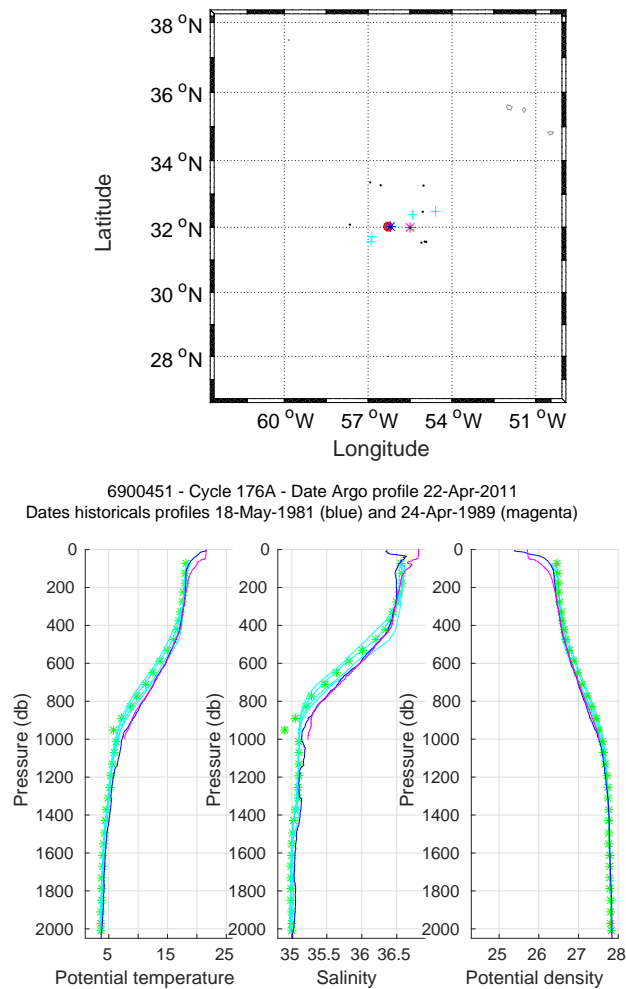 38 °N
36 °N
34 °N
32 °N
30 °N
28 °N
Latitude
60 °W
57 °W
54 °W
51 °W
Longitude
6900451 - Cycle 176A - Date Argo profile 22-Apr-2011
Dates historicals profiles 18-May-1981 (blue) and 24-Apr-1989 (magenta)
0
200
400
600
800
1000
1200
1400
1600
1800
2000
Pressure (db)
5
15
25
Potential temperature
0
200
400
600
800
1000
1200
1400
1600
1800
2000
Pressure (db)
35
35.5
36
36.5
Salinity
0
200
400
600
800
1000
1200
1400
1600
1800
2000
Pressure (db)
25
26
27
28
Potential density